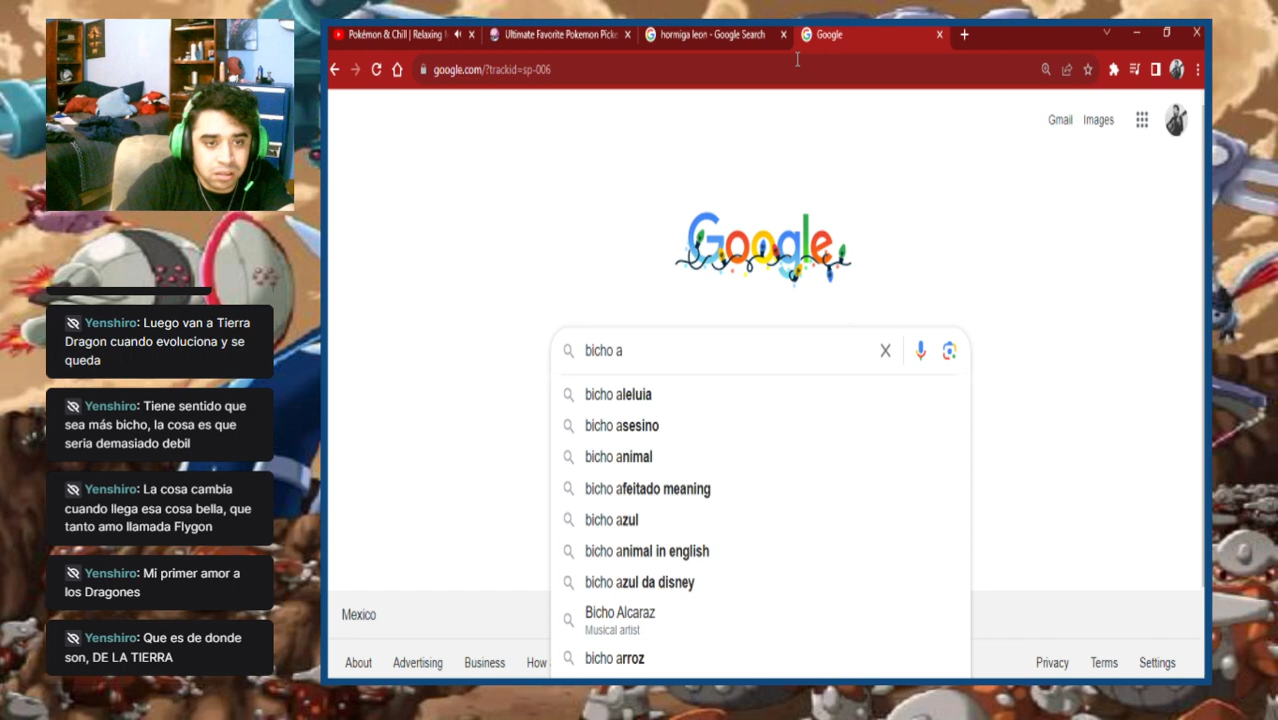 Pokémon & Chill | Relaxing
Ultimate Favorite Pokemon Picke
hormiga leon - Google Search
Google
google.com/?trackid=sp-006
Gmail
Images
Google
bicho a
bicho aleluia
bicho asesino
bicho animal
bicho afeitado meaning
bicho azul
bicho animal in english
bicho azul da disney
Bicho Alcaraz
Musical artist
bicho arroz
Mexico
About
Advertising
Business
How
Privacy
Terms
Settings
Yenshiro: Luego van a Tierra
Dragon cuando evoluciona y se
queda
Yenshiro: Tiene sentido que
sea más bicho, la cosa es que
seria demasiado debil
Yenshiro: La cosa cambia
cuando llega esa cosa bella, que
tanto amo llamada Flygon
Yenshiro: Mi primer amor a
los Dragones
Yenshiro: Que es de donde
son, DE LA TIERRA